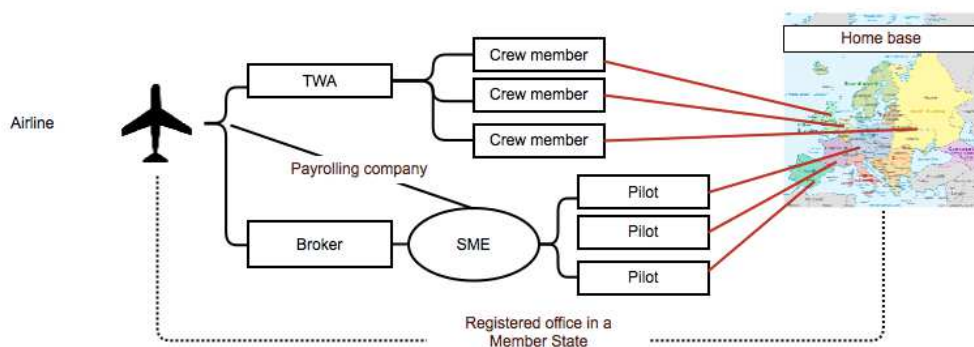 Home base
Crew member
TWA
Crew member
Airline
Crew member
Payrolling company
Pilot
Broker
SME
Pilot
Pilot
Registered office in a
Member State